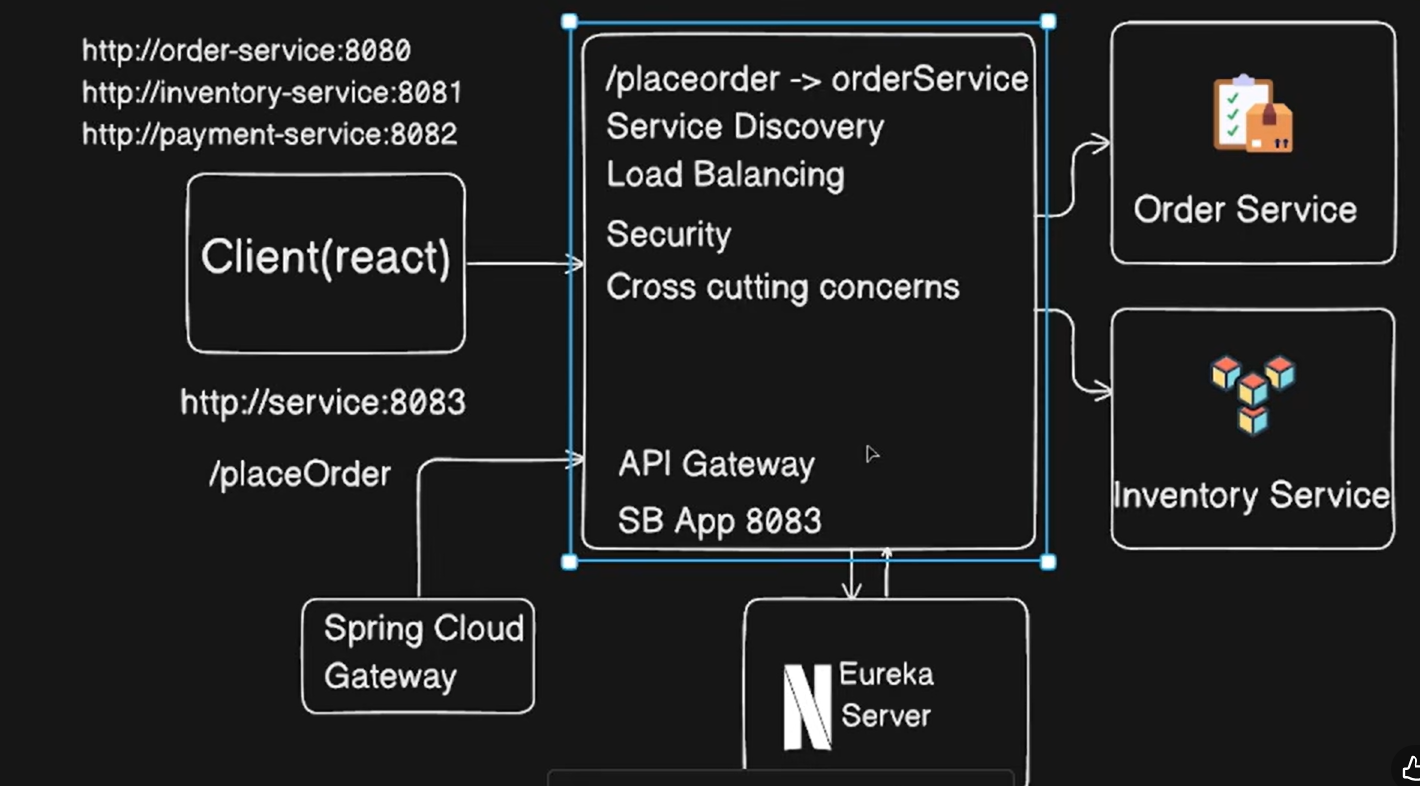 http://order-service:8080
http://inventory-service:8081
http://payment-service:8082
Client(react)
http://service:8083
/placeOrder
Spring Cloud
Gateway
/placeorder -> orderService
Service Discovery
Load Balancing
Security
Cross cutting concerns
API Gateway
SB App 8083
Order Service
Inventory Service
N
Eureka
Server